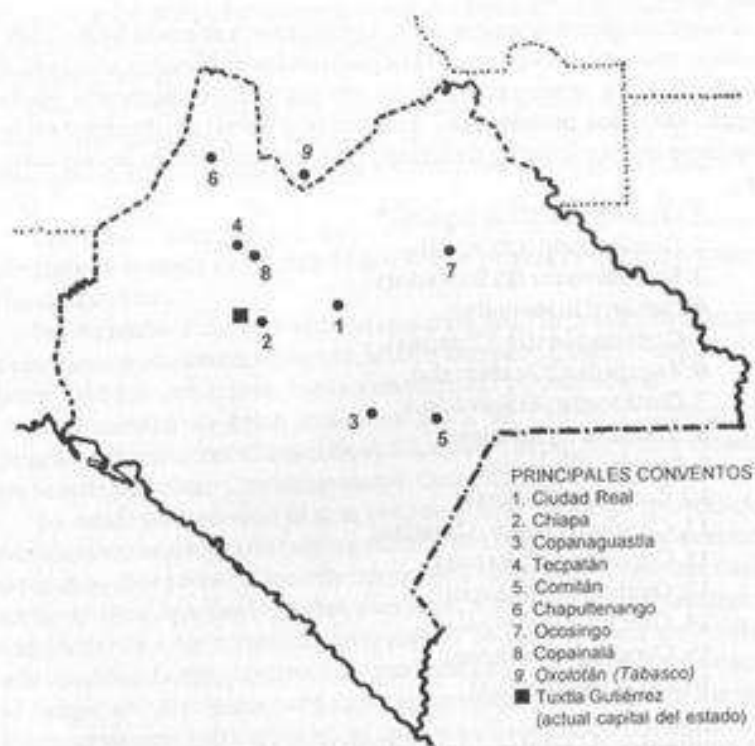 6
9
4
8
7
1
2
3
5
PRINCIPALES CONVENTOS
1. Ciudad Real
2. Chiapa
3. Copanaguastla
4. Tecpatán
5. Comitán
6. Chapultenango
7. Ocosingo
8. Copainalá
9. Oxolotán (Tabasco)
Tuxtla Gutiérrez
(actual capital del estado)